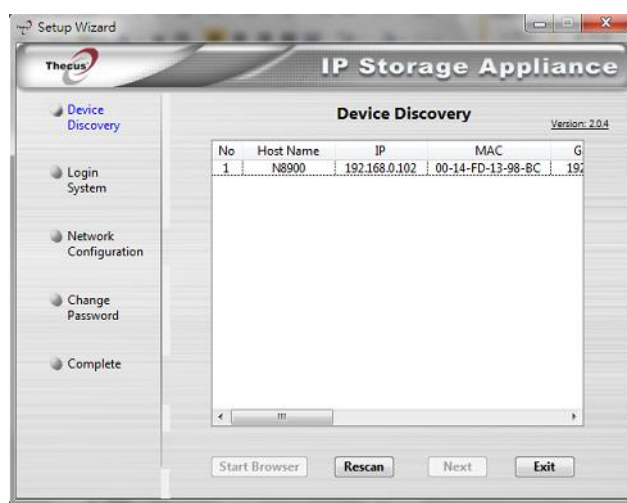 Setup Wizard
Thecus
IP Storage Appliance
Device Discovery
Version: 2.0.4
Device
Discovery
Login
System
Network
Configuration
Change
Password
Complete
No Host Name IP MAC G
1 N8900 192.168.0.102 00-14-FD-13-98-BC 192
Start Browser Rescan Next Exit